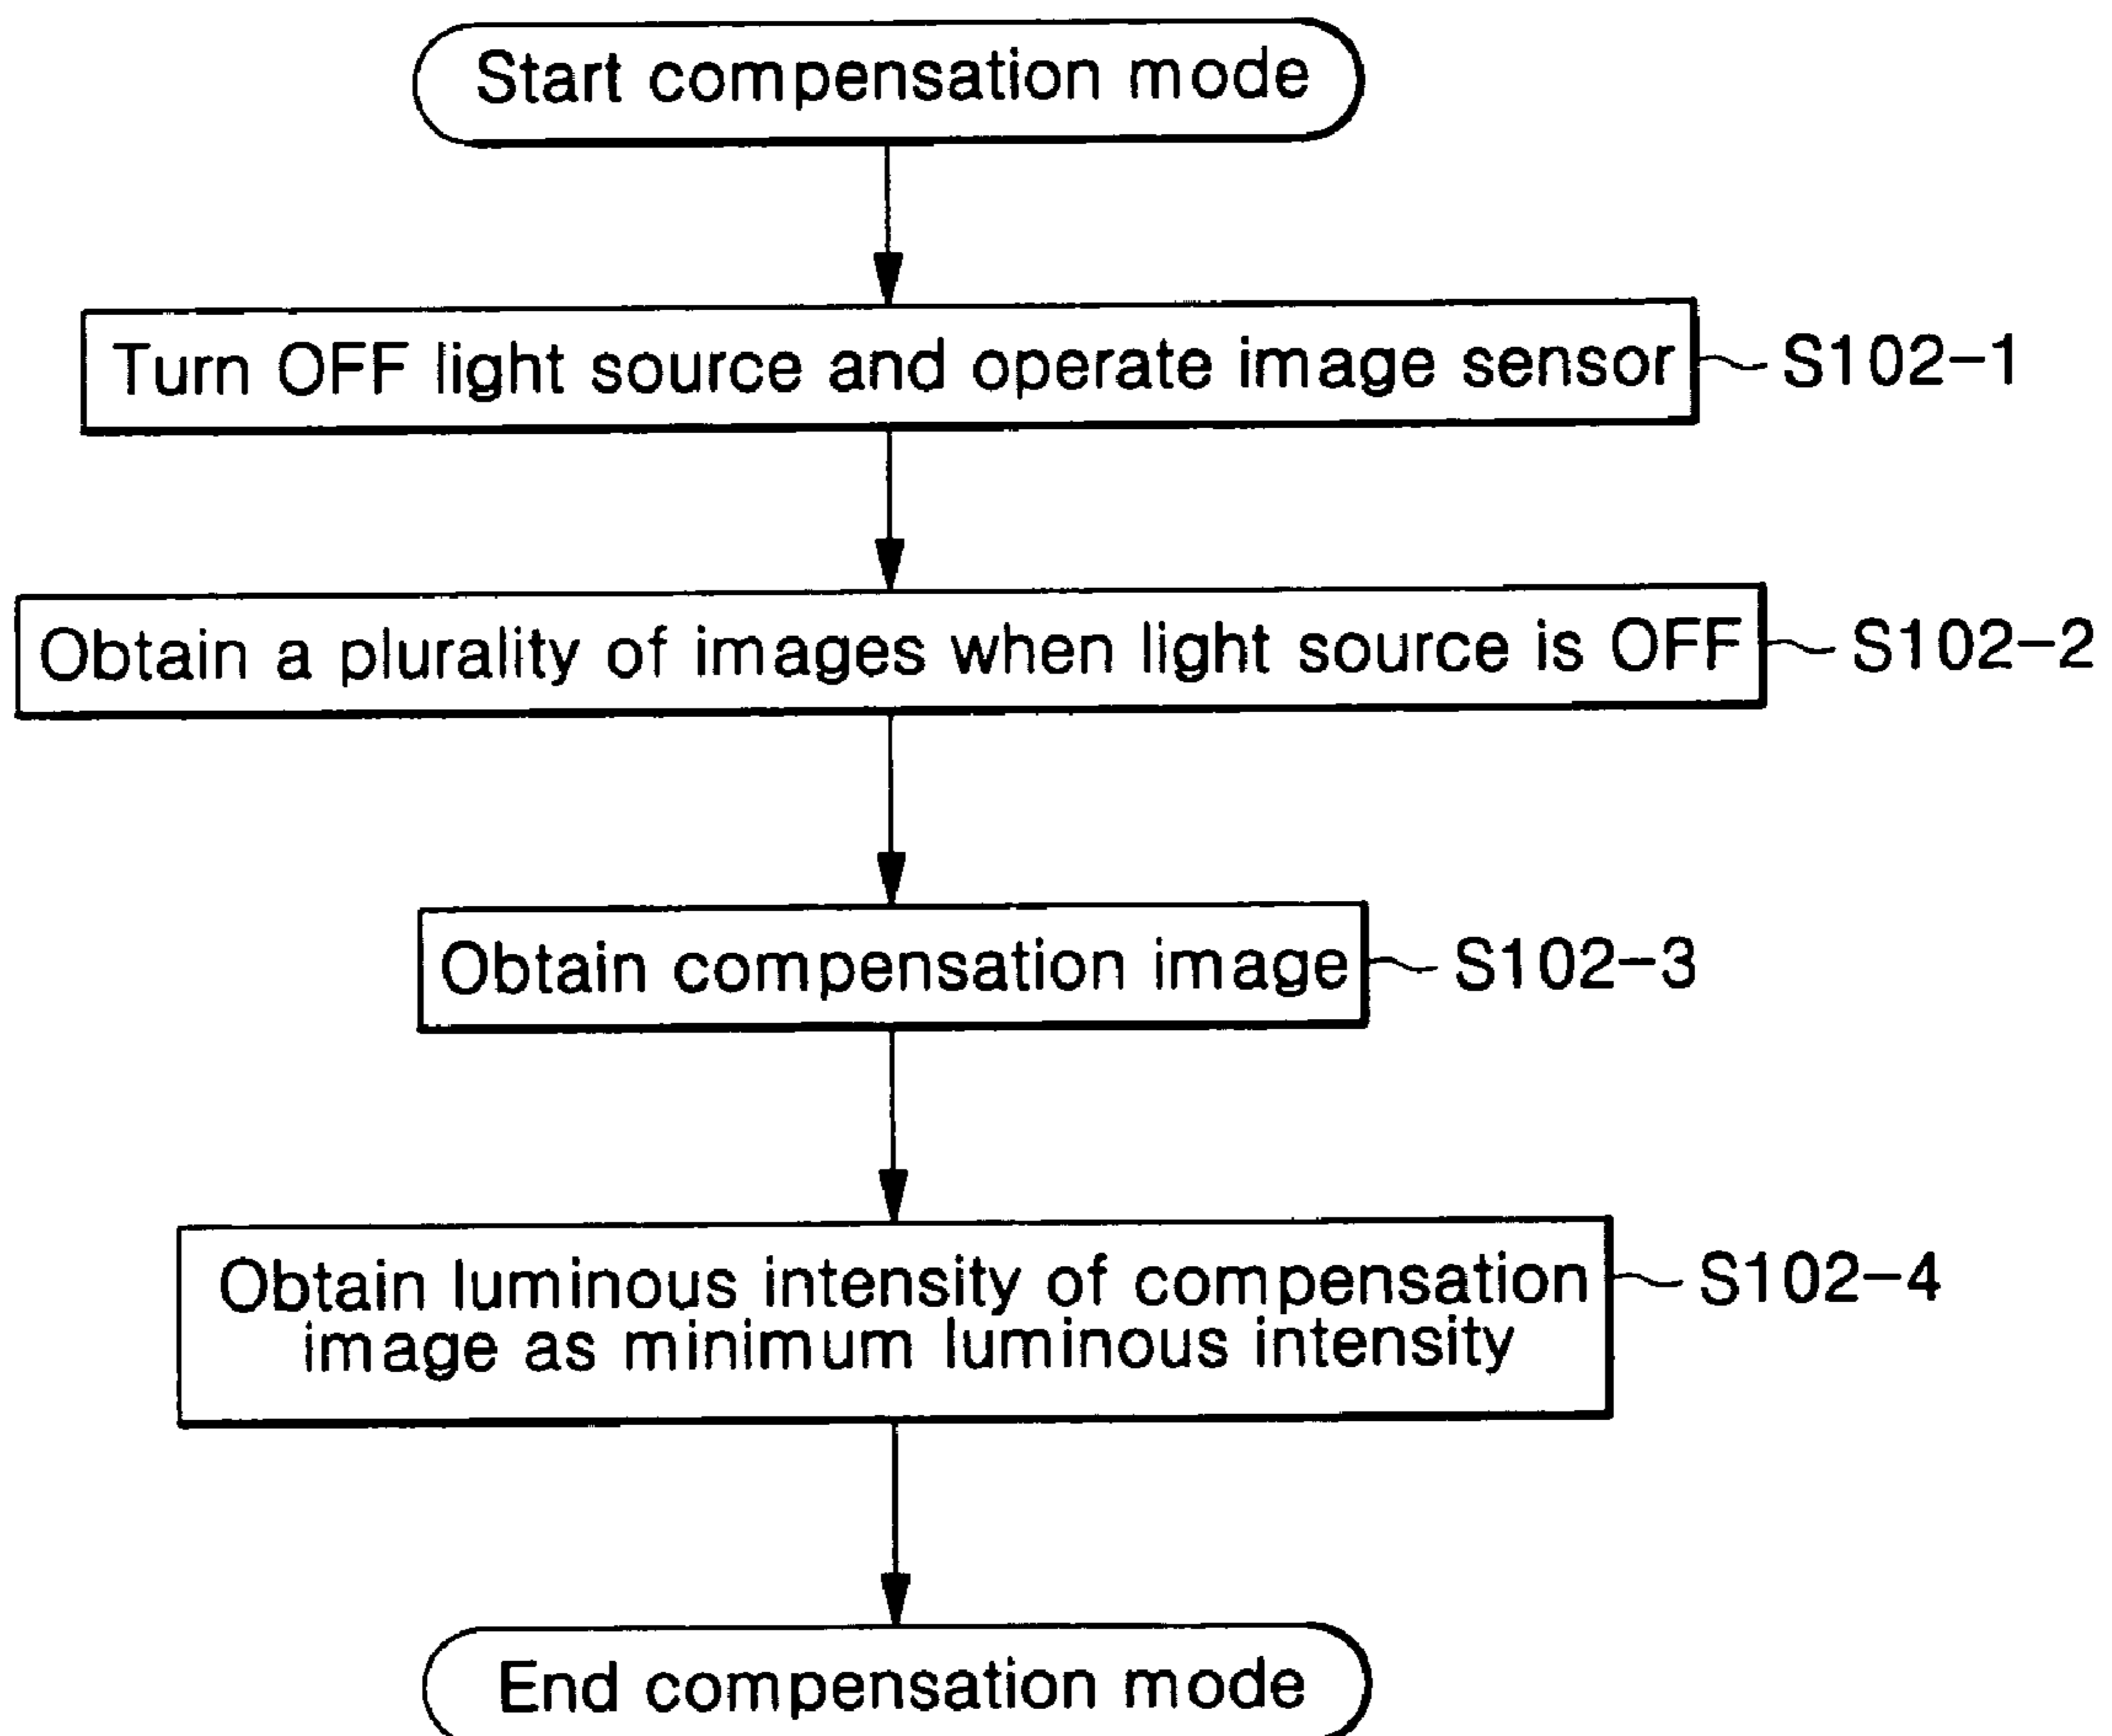 Start compensation mode
Turn OFF light source and operate image sensor
S102-1
Obtain a plurality of images when light source is OFF
S102-2
Obtain compensation image
S102-3
Obtain luminous intensity of compensation
image as minimum luminous intensity
S102-4
End compensation mode